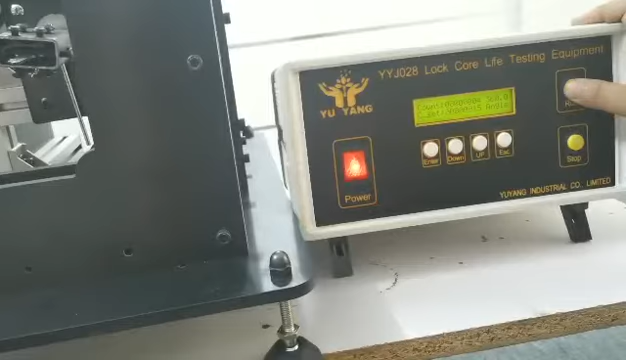 YYJ028 Lock Core Life Testing Equipment
YU YANG
Power
Enter
Down
UP
Esc
Stop
YUYANG INDUSTRIAL CO., LIMITED